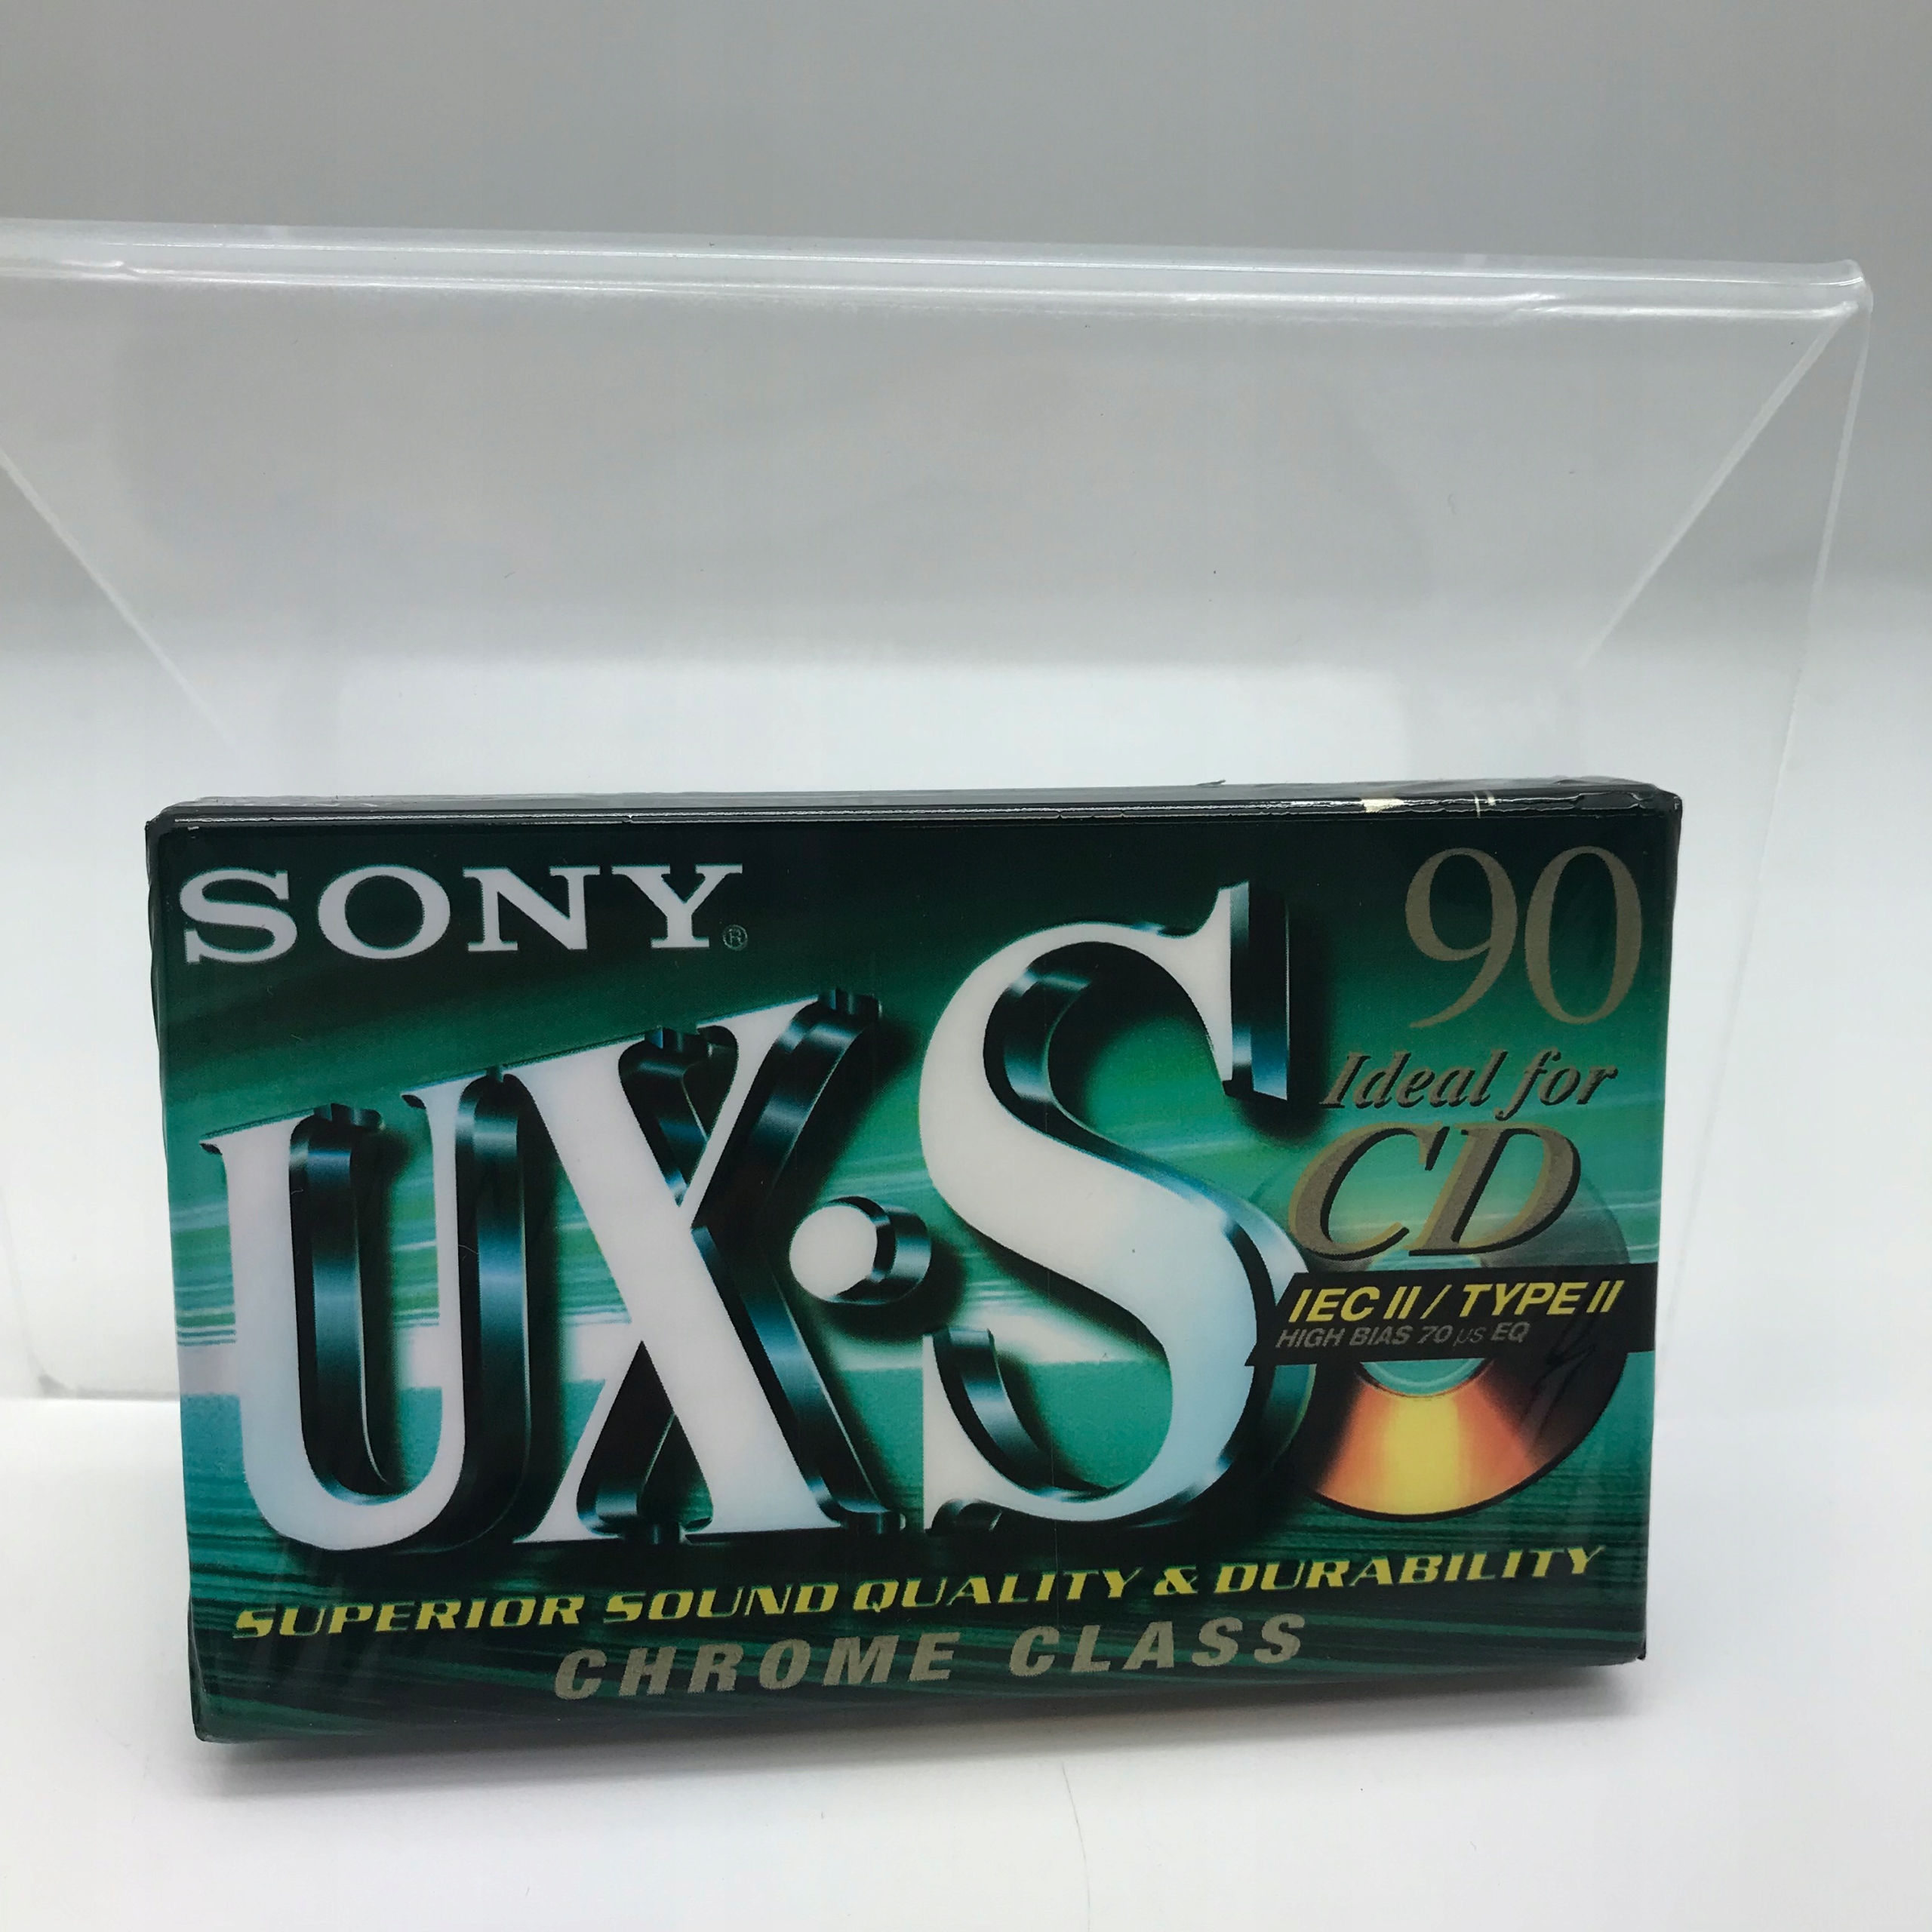 SONY®
90
UX·S
Ideal for
CD
IEC II / TYPE II
HIGH BIAS 70 µs EQ
SUPERIOR SOUND QUALITY & DURABILITY
CHROME CLASS